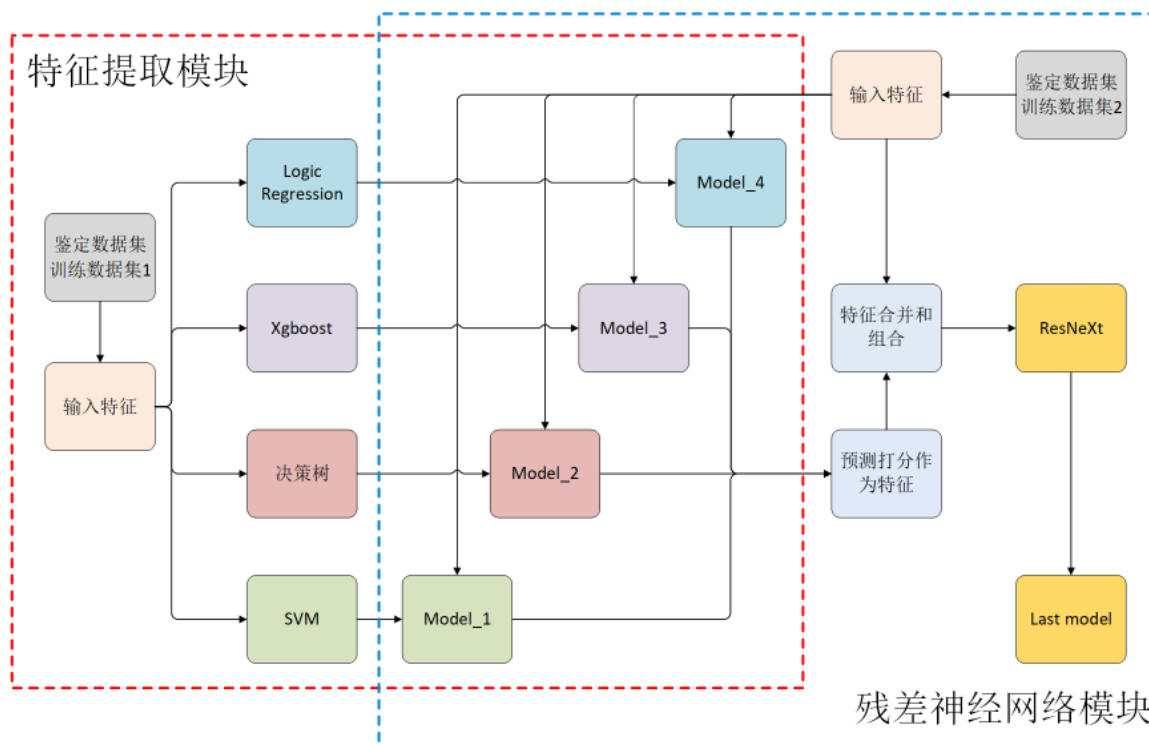 特征提取模块
输入特征
鉴定数据集
训练数据集2
Logic
Regression
Model_4
鉴定数据集
训练数据集1
Xgboost
Model_3
特征合并和
组合
ResNeXt
输入特征
决策树
Model_2
预测打分作
为特征
SVM
Model_1
Last model
残差神经网络模块